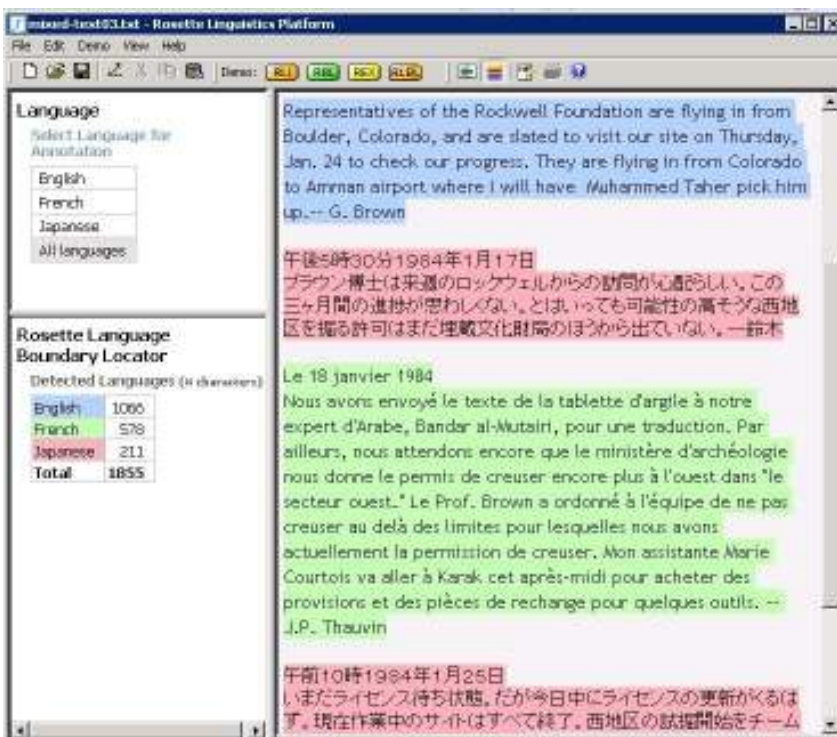 mixed-text03.txt - Rosette Linguistics Platform
File Edit Demo View Help
Demo: RLI RBL REX RLBL
Language
Select Language for
Annotation
English
French
Japanese
All languages
Rosette Language
Boundary Locator
Detected Languages (# characters)
English 1066
French 578
Japanese 211
Total 1855
Representatives of the Rockwell Foundation are flying in from
Boulder, Colorado, and are slated to visit our site on Thursday,
Jan. 24 to check our progress. They are flying in from Colorado
to Amman airport where I will have Muhammed Taher pick him
up.-- G. Brown
午後5時30分1984年1月17日
ブラウン博士は来週のロックウェルからの訪問が心配らしい。この
三ヶ月間の進捗が思わしくない。とはいっても可能性の高そうな西地
区を掘る許可はまだ埋蔵文化財局のほうから出ていない。—鈴木
Le 18 janvier 1984
Nous avons envoyé le texte de la tablette d'argile à notre
expert d'Arabe, Bandar al-Mutairi, pour une traduction. Par
ailleurs, nous attendons encore que le ministère d'archéologie
nous donne le permis de creuser encore plus à l'ouest dans "le
secteur ouest." Le Prof. Brown a ordonné à l'équipe de ne pas
creuser au delà des limites pour lesquelles nous avons
actuellement la permission de creuser. Mon assistante Marie
Courtois va aller à Karak cet après-midi pour acheter des
provisions et des pièces de rechange pour quelques outils. --
J.P. Thauvin
午前10時1984年1月25日
いまだライセンス待ち状態。だが今日中にライセンスの更新がくるは
ず。現在作業中のサイトはすべて終了。西地区の試掘開始をチーム